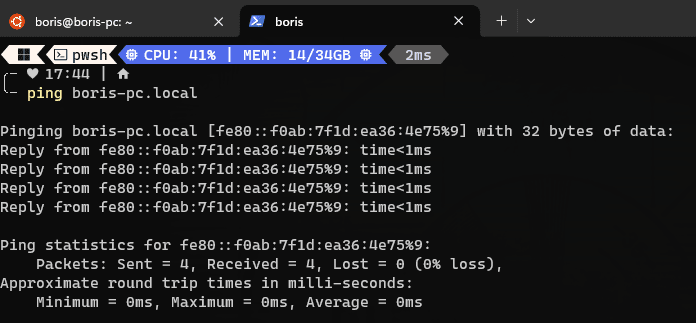 boris@boris-pc: ~
boris
pwsh CPU: 41% | MEM: 14/34GB 2ms
17:44 |
ping boris-pc.local
Pinging boris-pc.local [fe80::f0ab:7f1d:ea36:4e75%9] with 32 bytes of data:
Reply from fe80::f0ab:7f1d:ea36:4e75%9: time<1ms
Reply from fe80::f0ab:7f1d:ea36:4e75%9: time<1ms
Reply from fe80::f0ab:7f1d:ea36:4e75%9: time<1ms
Reply from fe80::f0ab:7f1d:ea36:4e75%9: time<1ms
Ping statistics for fe80::f0ab:7f1d:ea36:4e75%9:
Packets: Sent = 4, Received = 4, Lost = 0 (0% loss),
Approximate round trip times in milli-seconds:
Minimum = 0ms, Maximum = 0ms, Average = 0ms